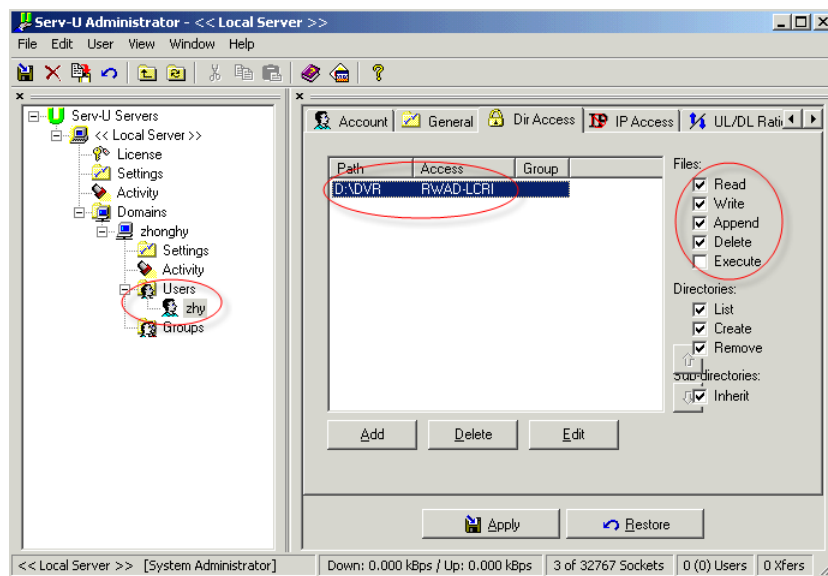 Serv-U Administrator - << Local Server >>
File Edit User View Window Help
Serv-U Servers
<< Local Server >>
License
Settings
Activity
Domains
zhonghy
Settings
Activity
Users
zhy
Groups
Account General Dir Access IP Access UL/DL Rati
Path Access Group
D:\DVR RWAD-LCRI
Files:
Read
Write
Append
Delete
Execute
Directories:
List
Create
Remove
Sub-directories:
Inherit
Add Delete Edit
Apply Restore
<< Local Server >> [System Administrator] Down: 0.000 kBps / Up: 0.000 kBps 3 of 32767 Sockets 0 (0) Users 0 Xfers